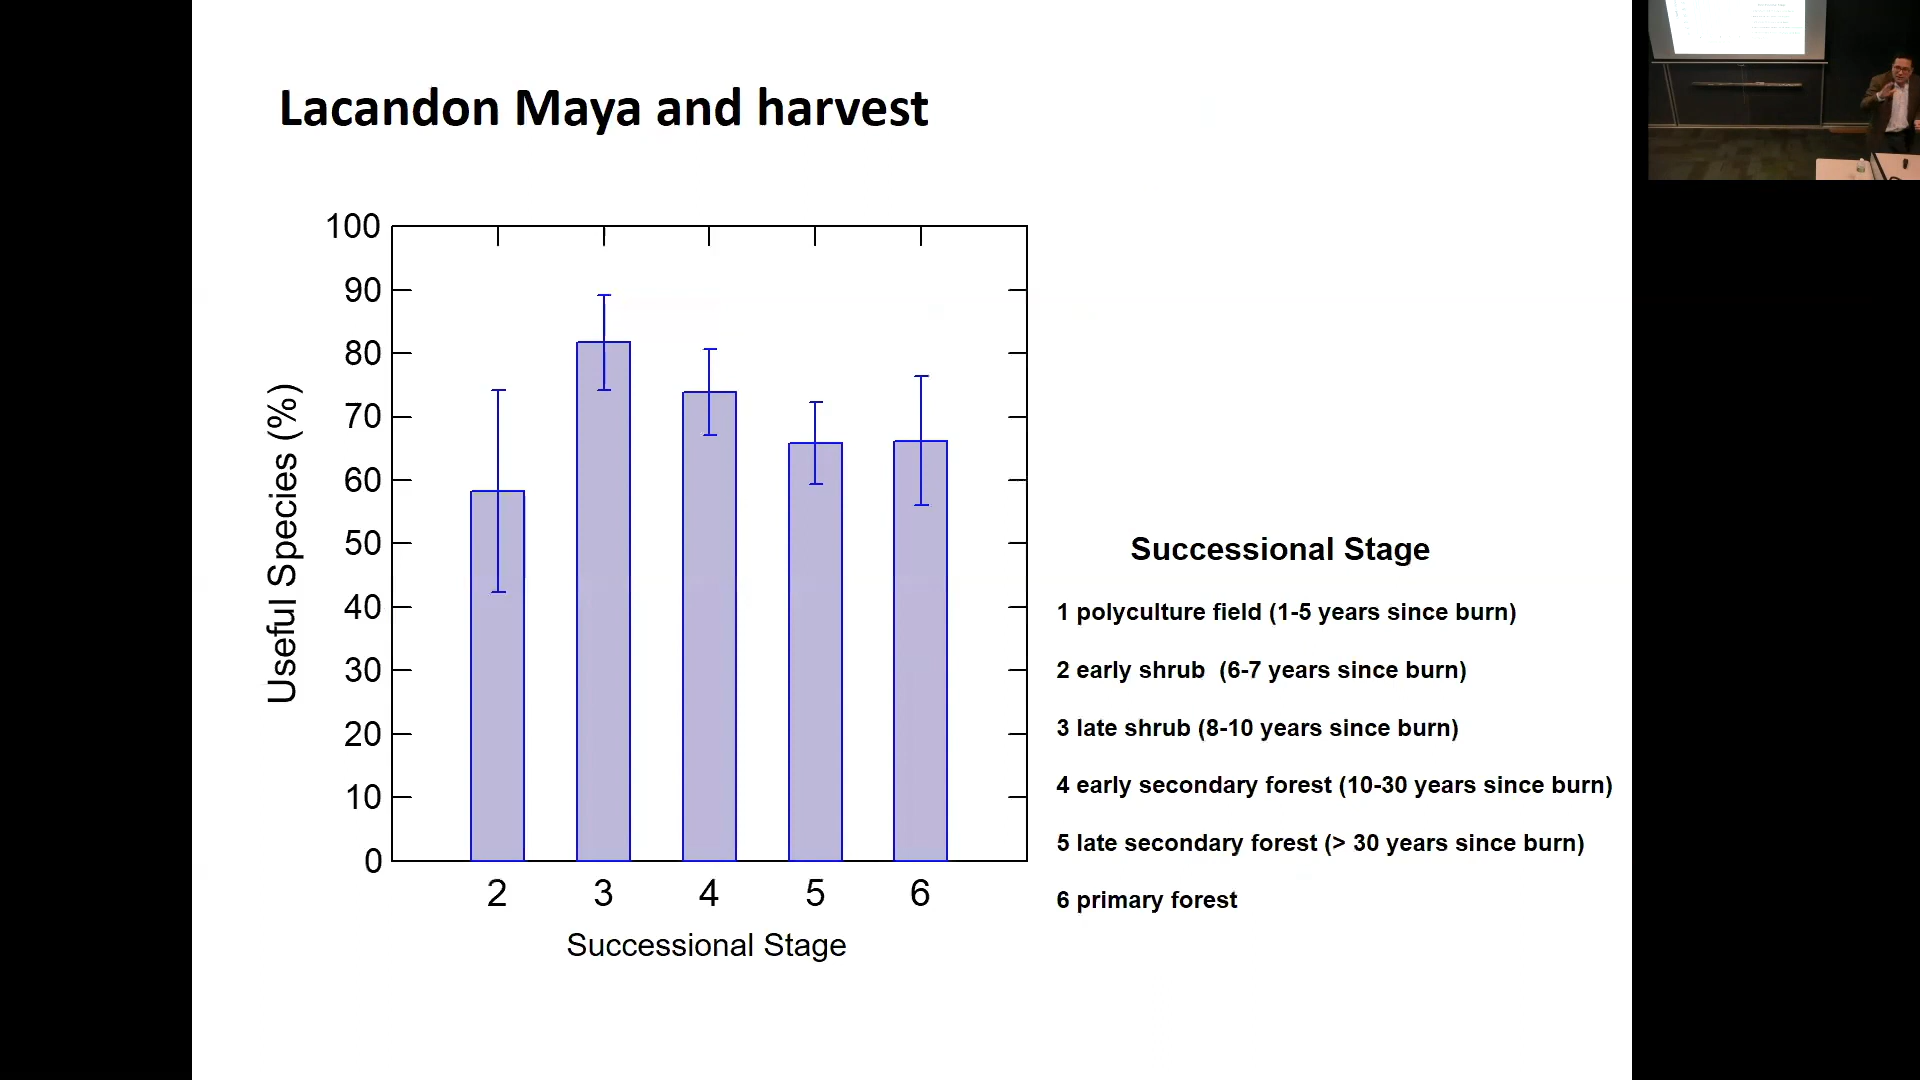 Lacandon Maya and harvest
100
90
80
70
60
50
40
30
20
10
0
Useful Species (%)
2 3 4 5 6
Successional Stage
Successional Stage
1 polyculture field (1-5 years since burn)
2 early shrub (6-7 years since burn)
3 late shrub (8-10 years since burn)
4 early secondary forest (10-30 years since burn)
5 late secondary forest (> 30 years since burn)
6 primary forest